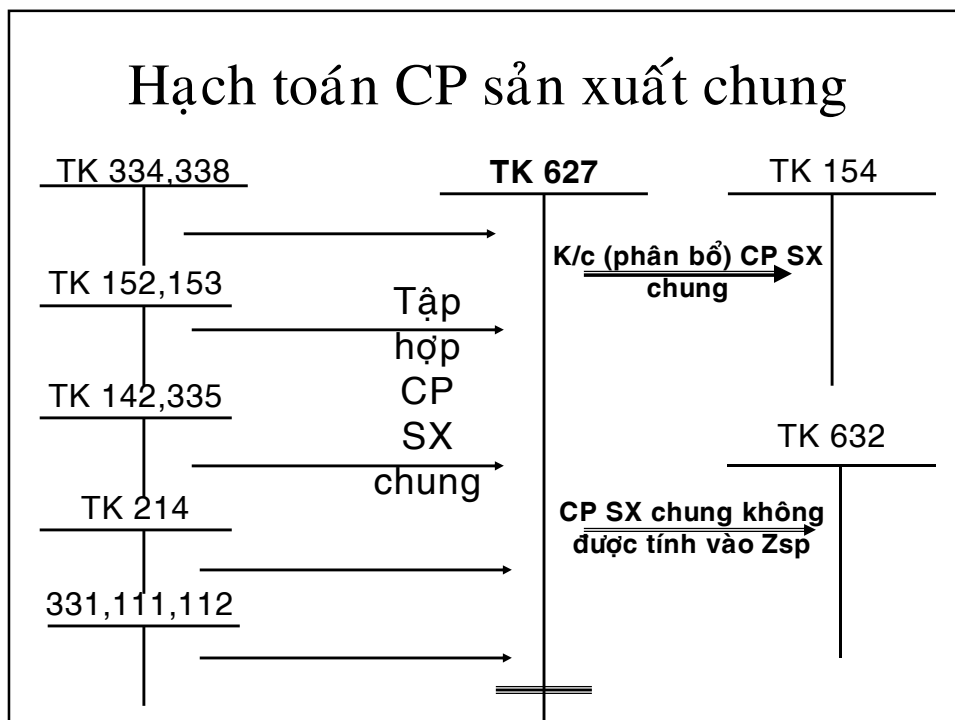 Hạch toán CP sản xuất chung
TK 334,338
TK 627
TK 154
K/c (phân bổ) CP SX
chung
TK 152,153
Tập
hợp
CP
SX
chung
TK 142,335
TK 632
TK 214
CP SX chung không
được tính vào Zsp
331,111,112